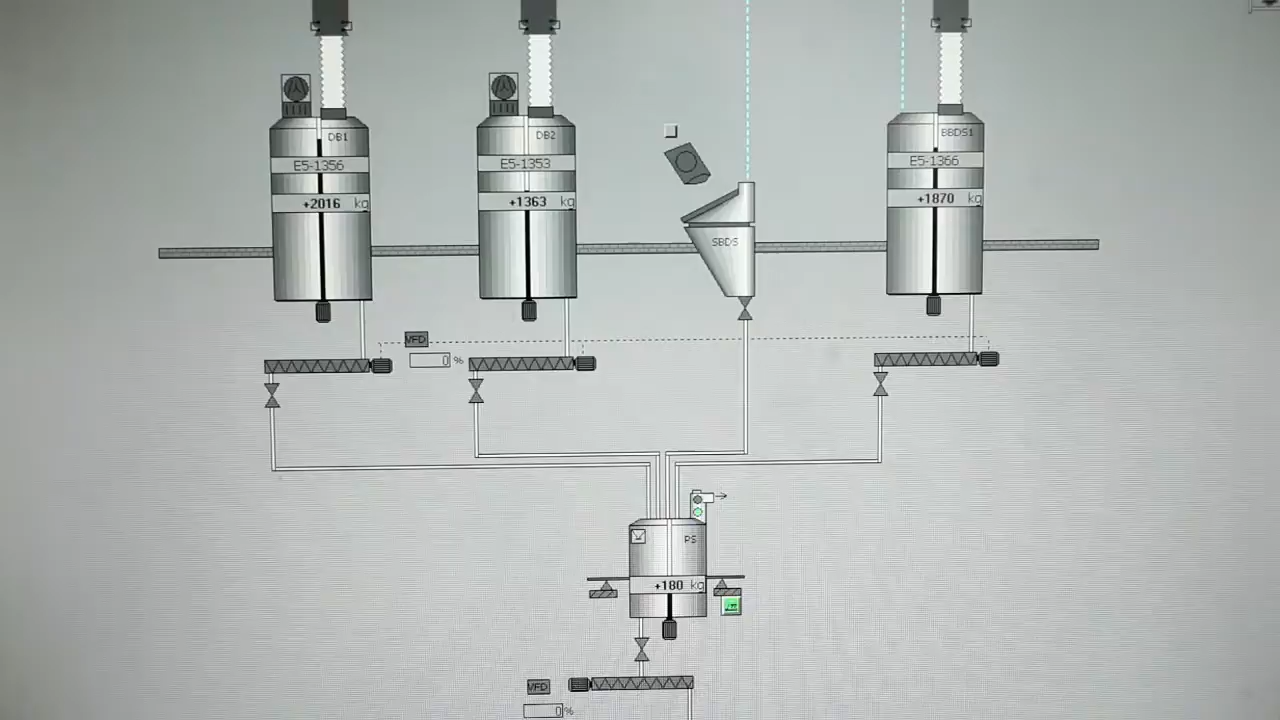 DB1
E5-1356
+2016 kg
DB2
E5-1353
+1363 kg
SBDS
BBDS1
E5-1366
+1870 kg
VFD
0 %
PS
+180 kg
VFD
0 %